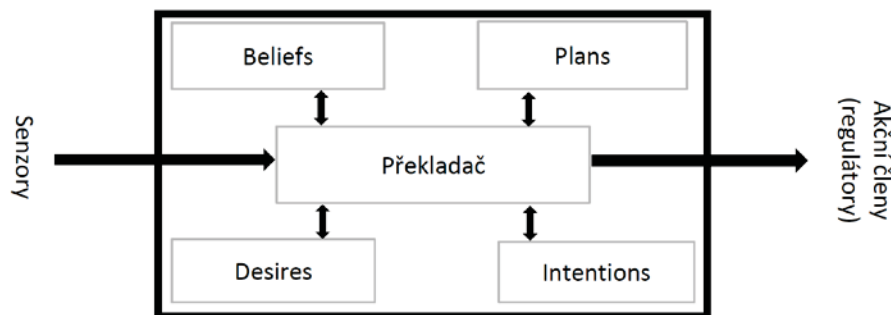 Beliefs
Plans
Senzory
Překladač
Akční členy
(regulátory)
Desires
Intentions